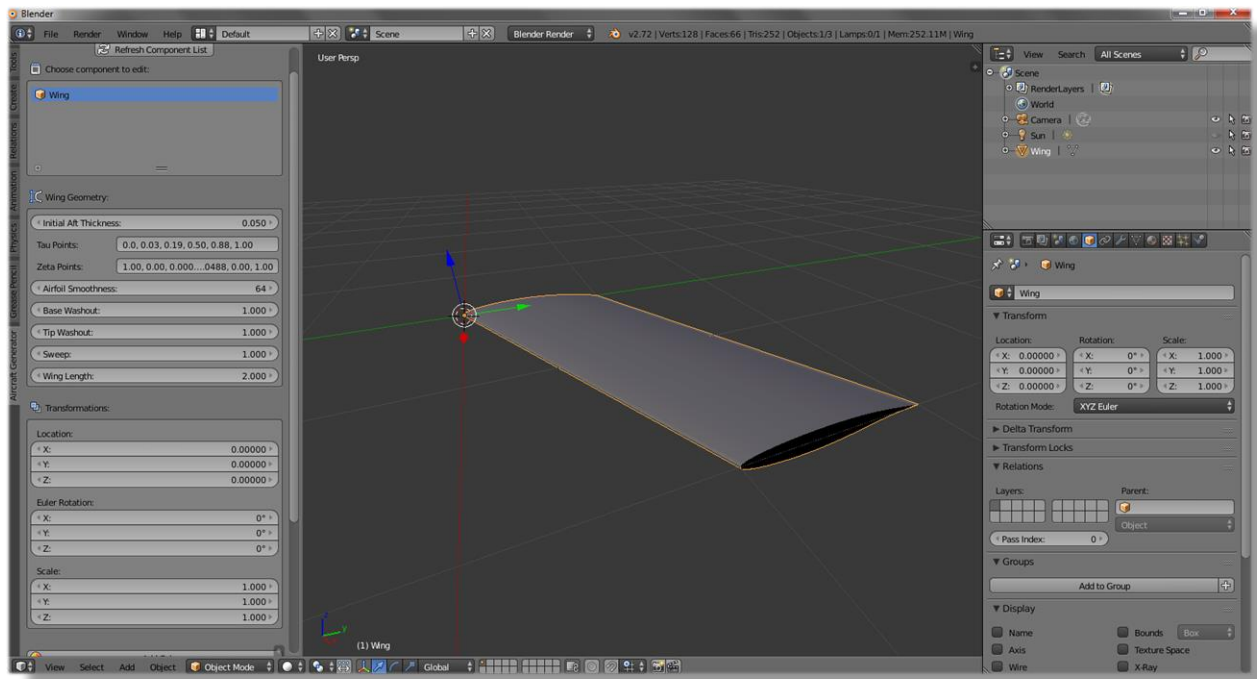 Blender
File Render Window Help Default Scene Blender Render v2.72 | Verts:128 | Faces:66 | Tris:252 | Objects:1/3 | Lamps:0/1 | Mem:252.11M | Wing
Tools
Create
Relations
Animation
Physics
Grease Pencil
Aircraft Generator
Refresh Component List
Choose component to edit:
Wing
Wing Geometry:
Initial Aft Thickness: 0.050
Tau Points: 0.0, 0.03, 0.19, 0.50, 0.88, 1.00
Zeta Points: 1.00, 0.00, 0.000....0488, 0.00, 1.00
Airfoil Smoothness: 64
Base Washout: 1.000
Tip Washout: 1.000
Sweep: 1.000
Wing Length: 2.000
Transformations:
Location:
X: 0.00000
Y: 0.00000
Z: 0.00000
Euler Rotation:
X: 0°
Y: 0°
Z: 0°
Scale:
X: 1.000
Y: 1.000
Z: 1.000
User Persp
(1) Wing
View Select Add Object Object Mode Global
View Search All Scenes
Scene
RenderLayers |
World
Camera |
Sun |
Wing |
Wing
Wing
Transform
Location: Rotation: Scale:
X: 0.00000 X: 0° X: 1.000
Y: 0.00000 Y: 0° Y: 1.000
Z: 0.00000 Z: 0° Z: 1.000
Rotation Mode: XYZ Euler
Delta Transform
Transform Locks
Relations
Layers: Parent:
Object
Pass Index: 0
Groups
Add to Group
Display
Name Bounds Box
Axis Texture Space
Wire X-Ray